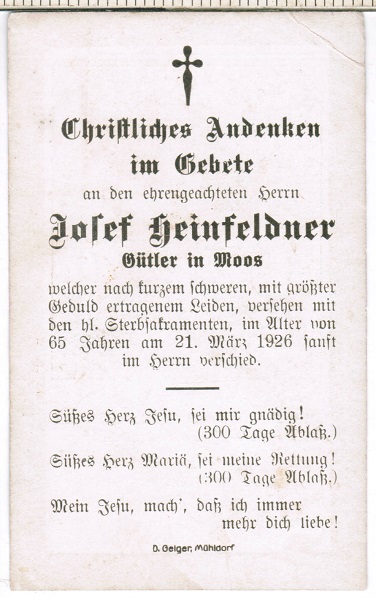 Christliches Andenken
im Gebete
an den ehrengeachteten Herrn
Josef Heinfeldner
Gütler in Moos
welcher nach kurzem schweren, mit größter
Geduld ertragenem Leiden, versehen mit
den hl. Sterbsakramenten, im Alter von
65 Jahren am 21. März 1926 sanft
im Herrn verschied.
Süßes Herz Jesu, sei mir gnädig!
(300 Tage Ablaß.)
Süßes Herz Mariä, sei meine Rettung!
(300 Tage Ablaß.)
Mein Jesu, mach', daß ich immer
mehr dich liebe!
D. Geiger, Mühldorf